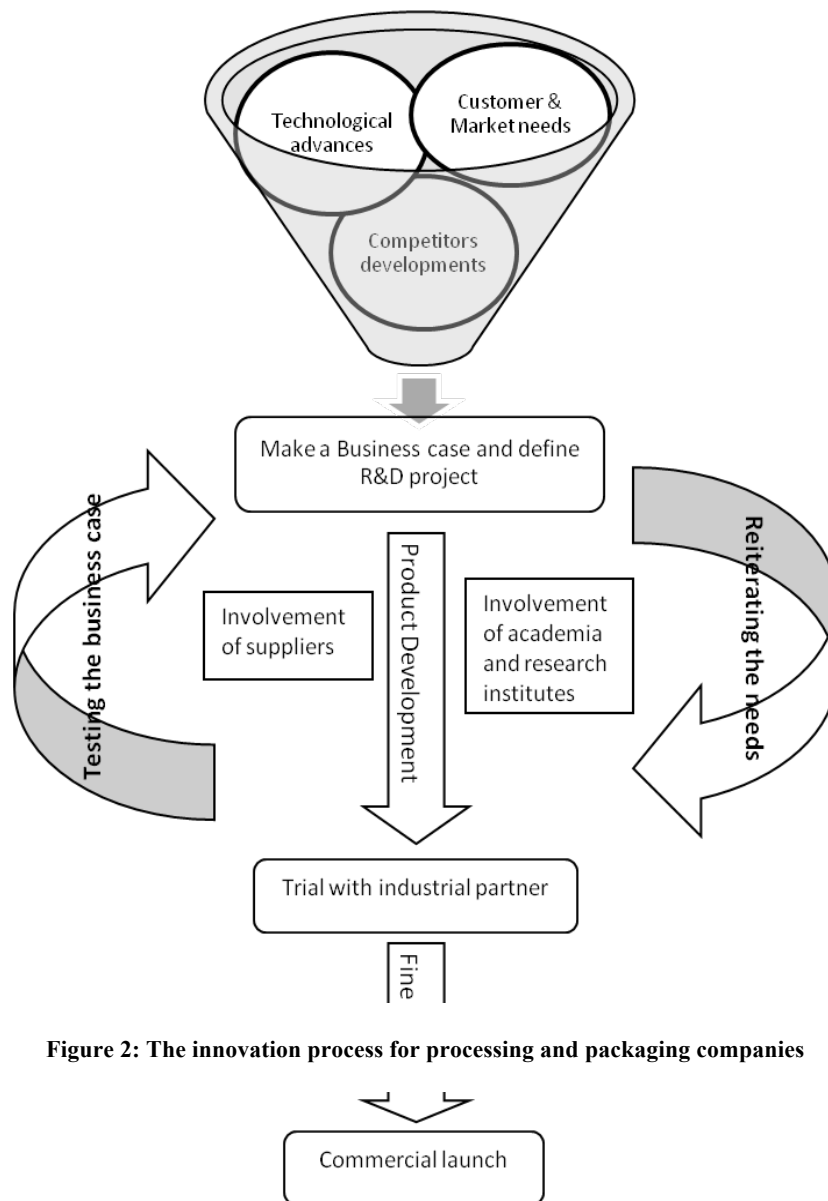 Technological
advances
Customer &
Market needs
Competitors
developments
Make a Business case and define
R&D project
Testing the business case
Involvement
of suppliers
Product Development
Involvement
of academia
and research
institutes
Reiterating the needs
Trial with industrial partner
Fine
Figure 2: The innovation process for processing and packaging companies
Commercial launch